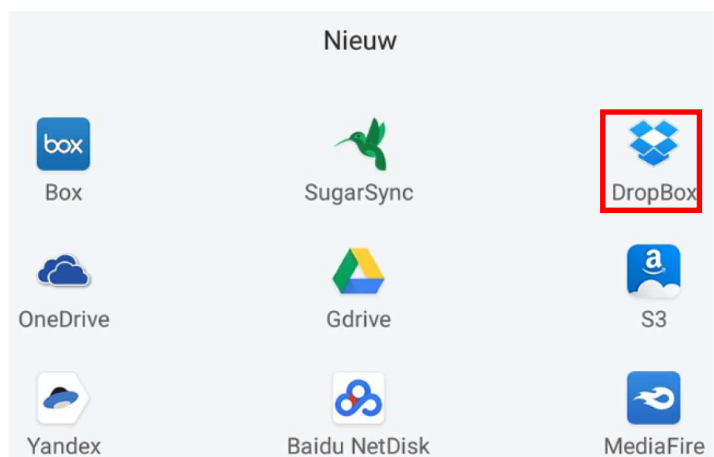 Nieuw
box
Box SugarSync DropBox
a
OneDrive Gdrive S3
Yandex Baidu NetDisk MediaFire